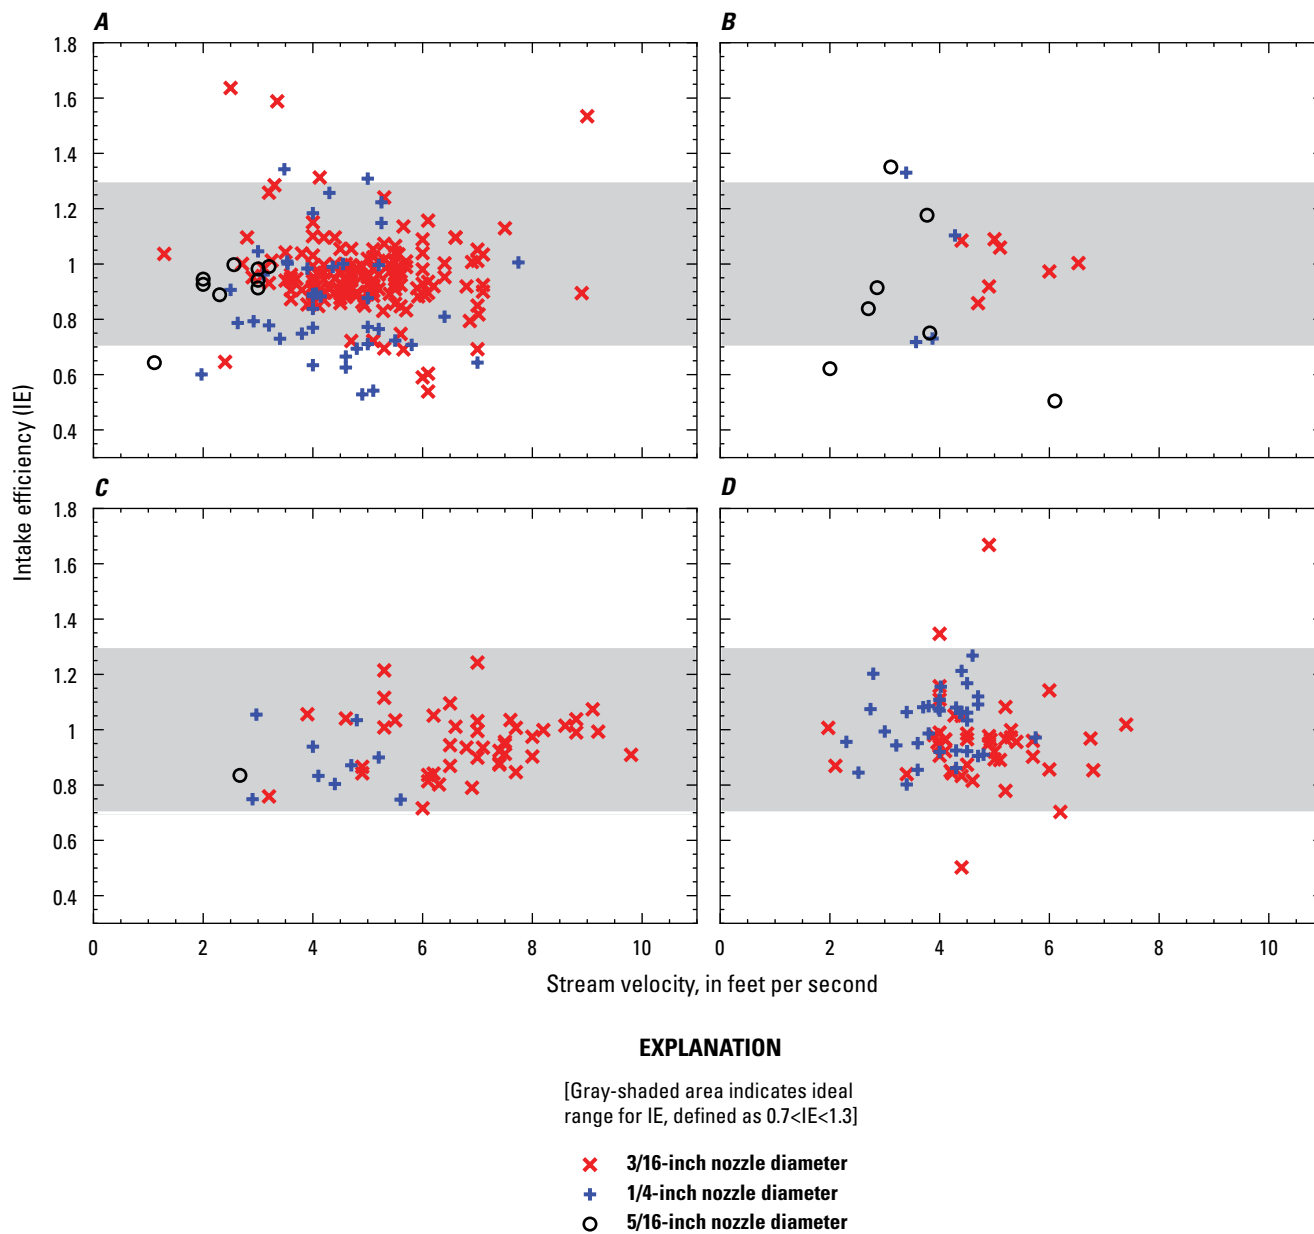 A
B
1.8
1.6
1.4
1.2
1
0.8
0.6
0.4
C
D
1.8
1.6
1.4
1.2
1
0.8
0.6
0.4
Intake efficiency (IE)
0 2 4 6 8 10 0 2 4 6 8 10
Stream velocity, in feet per second
EXPLANATION
[Gray-shaded area indicates ideal
range for IE, defined as 0.7<IE<1.3]
3/16-inch nozzle diameter
1/4-inch nozzle diameter
5/16-inch nozzle diameter